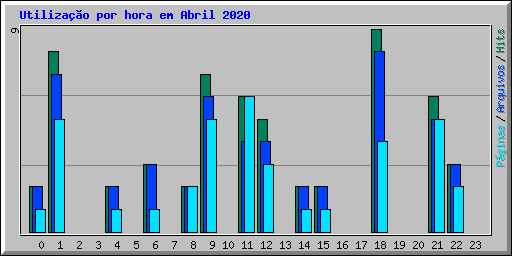 Utilização por hora em Abril 2020
9
Páginas / Arquivos / Hits
0 1 2 3 4 5 6 7 8 9 10 11 12 13 14 15 16 17 18 19 20 21 22 23